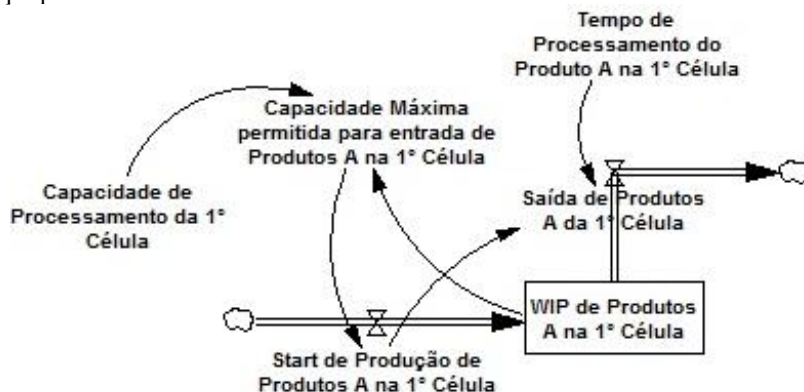 Tempo de
Processamento do
Produto A na 1° Célula
Capacidade Máxima
permitida para entrada de
Produtos A na 1° Célula
Capacidade de
Processamento da 1°
Célula
Saída de Produtos
A da 1° Célula
WIP de Produtos
A na 1° Célula
Start de Produção de
Produtos A na 1° Célula